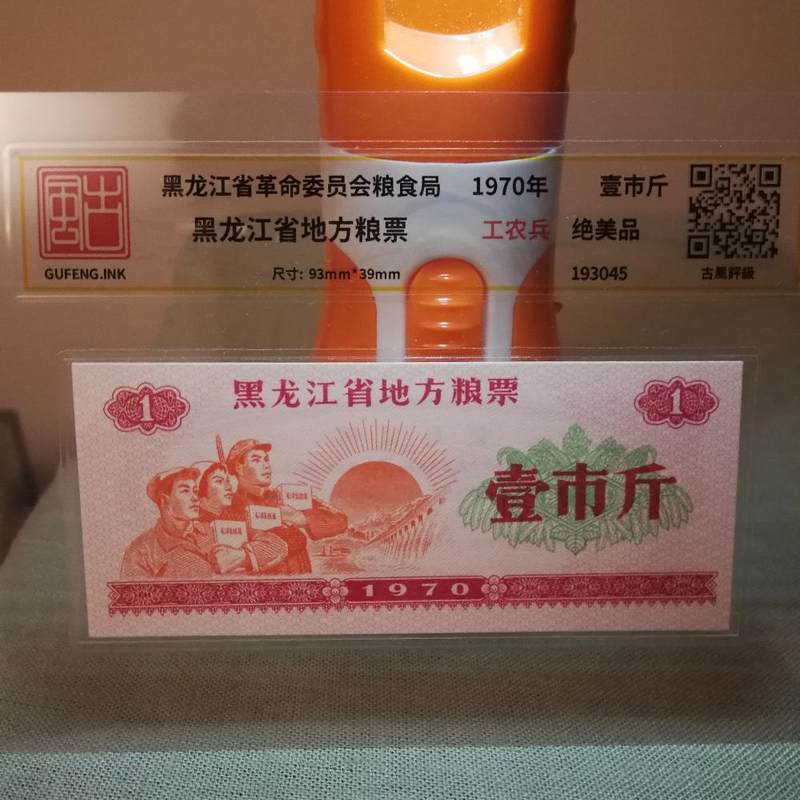 黑龙江省革命委员会粮食局 1970年 壹市斤
黑龙江省地方粮票 工农兵 绝美品
GUFENG.INK 尺寸: 93mm*39mm 193045 古風評級
古風
黑龙江省地方粮票
1 1
壹市斤
1970